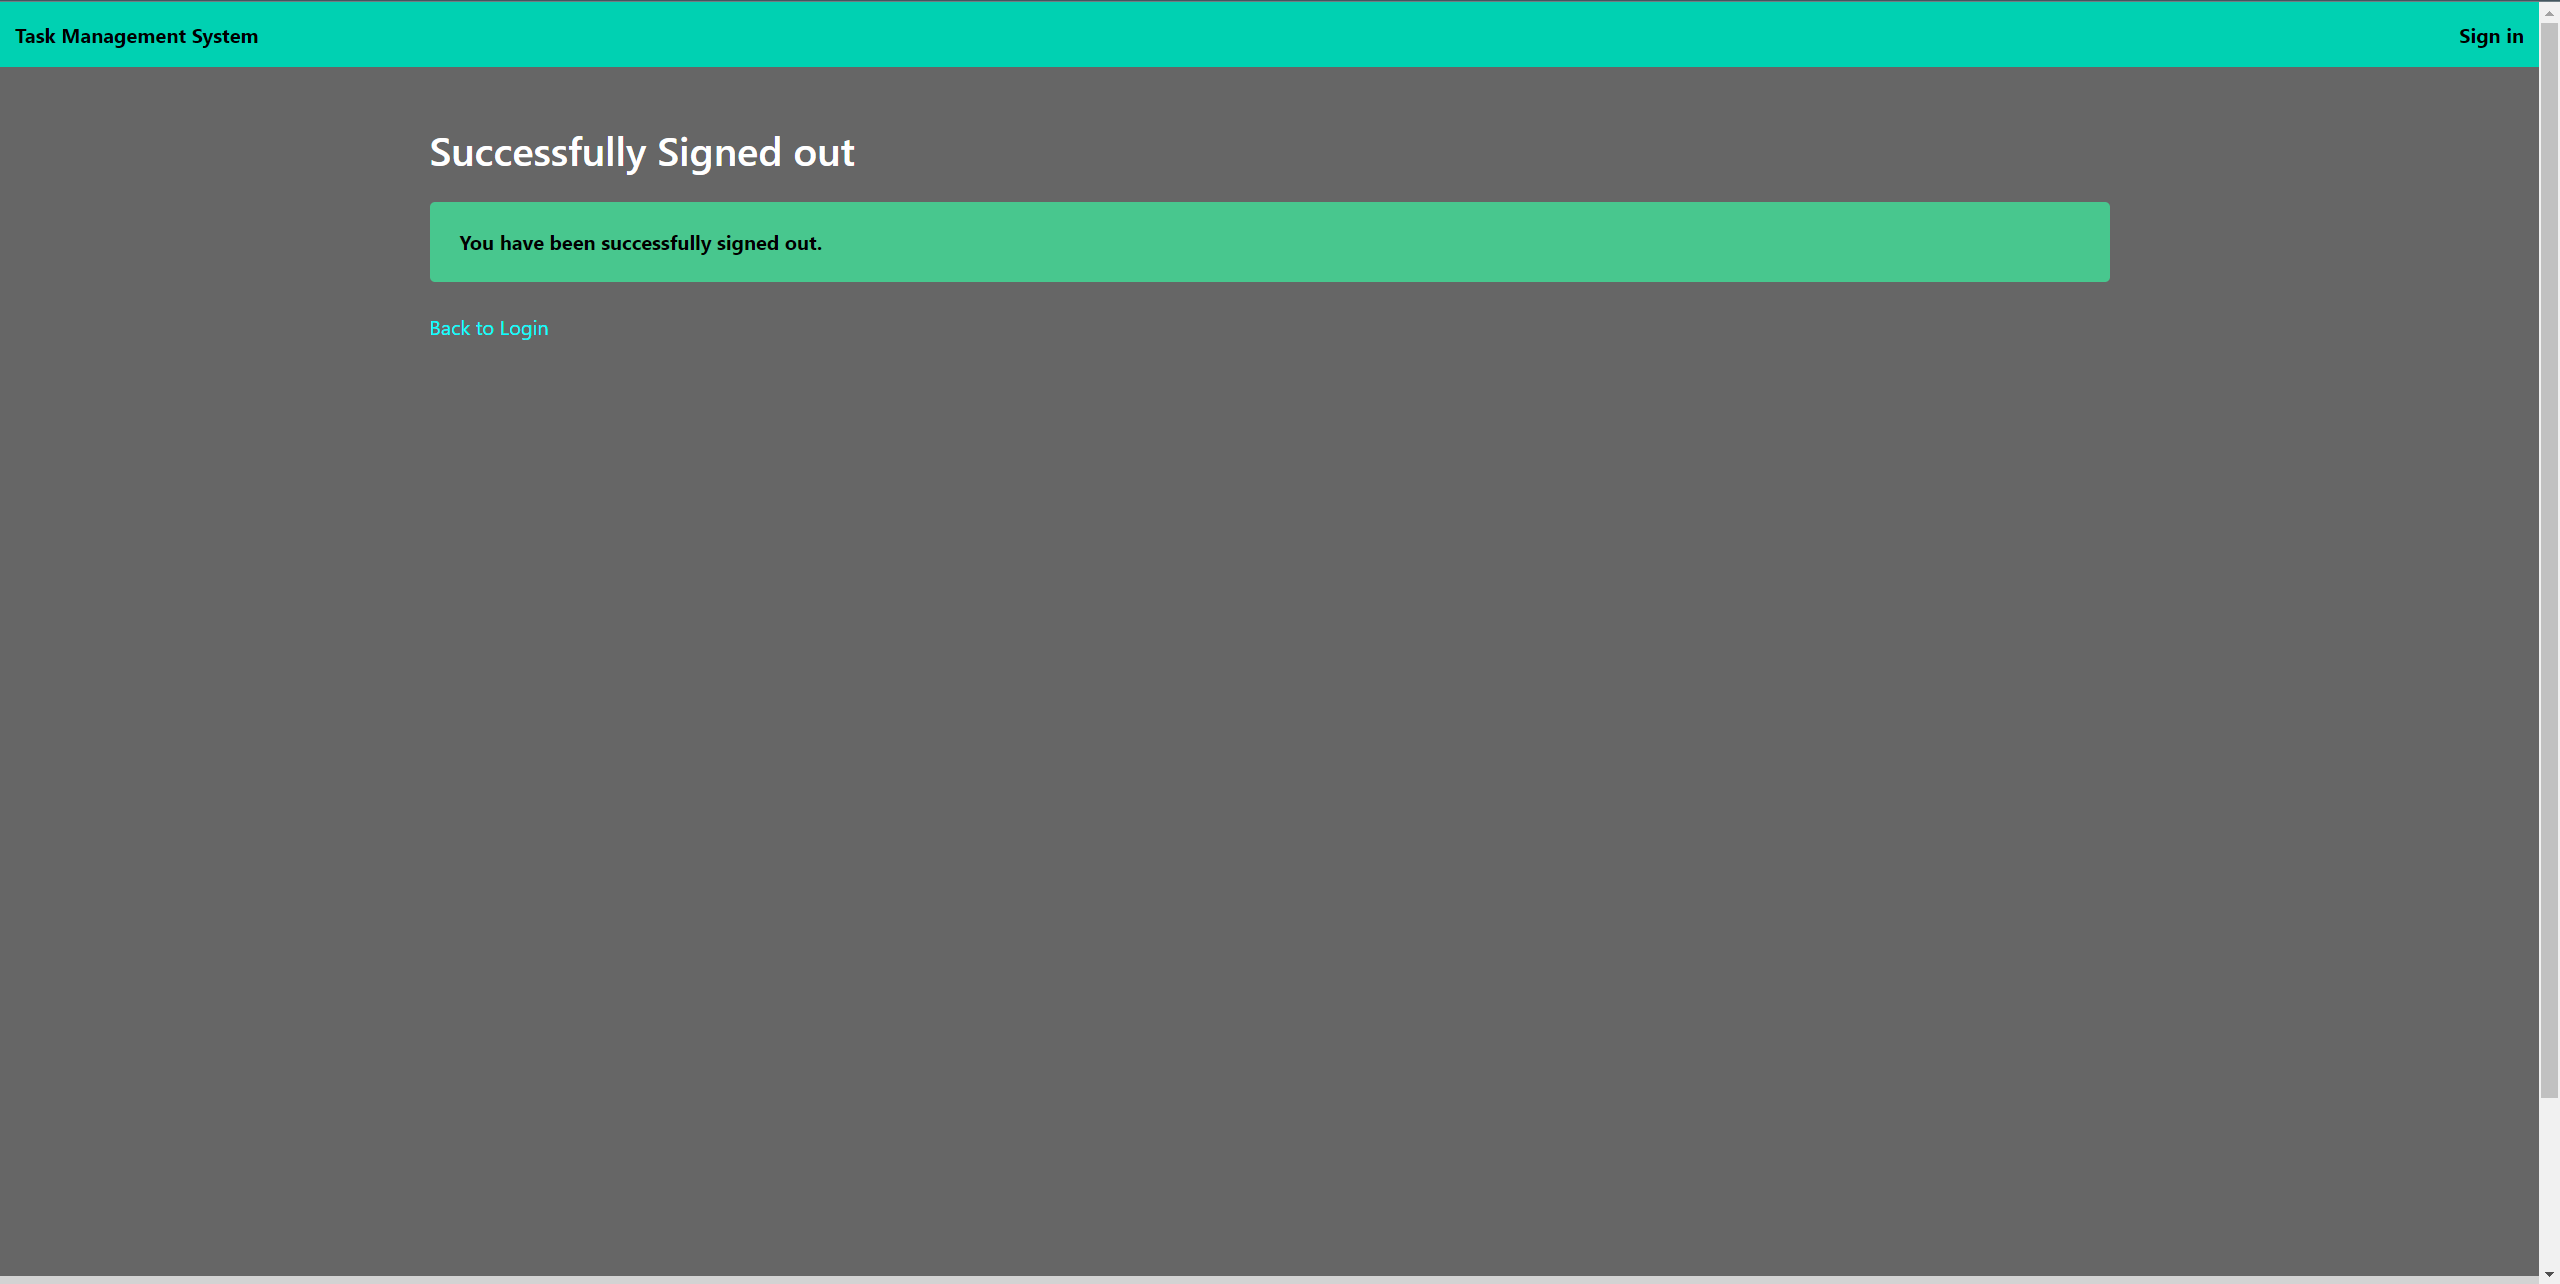 Task Management System
Sign in
Successfully Signed out
You have been successfully signed out.
Back to Login